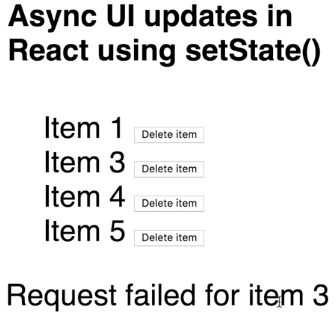 Async UI updates in
React using setState()
Item 1 Delete item
Item 3 Delete item
Item 4 Delete item
Item 5 Delete item
Request failed for item 3